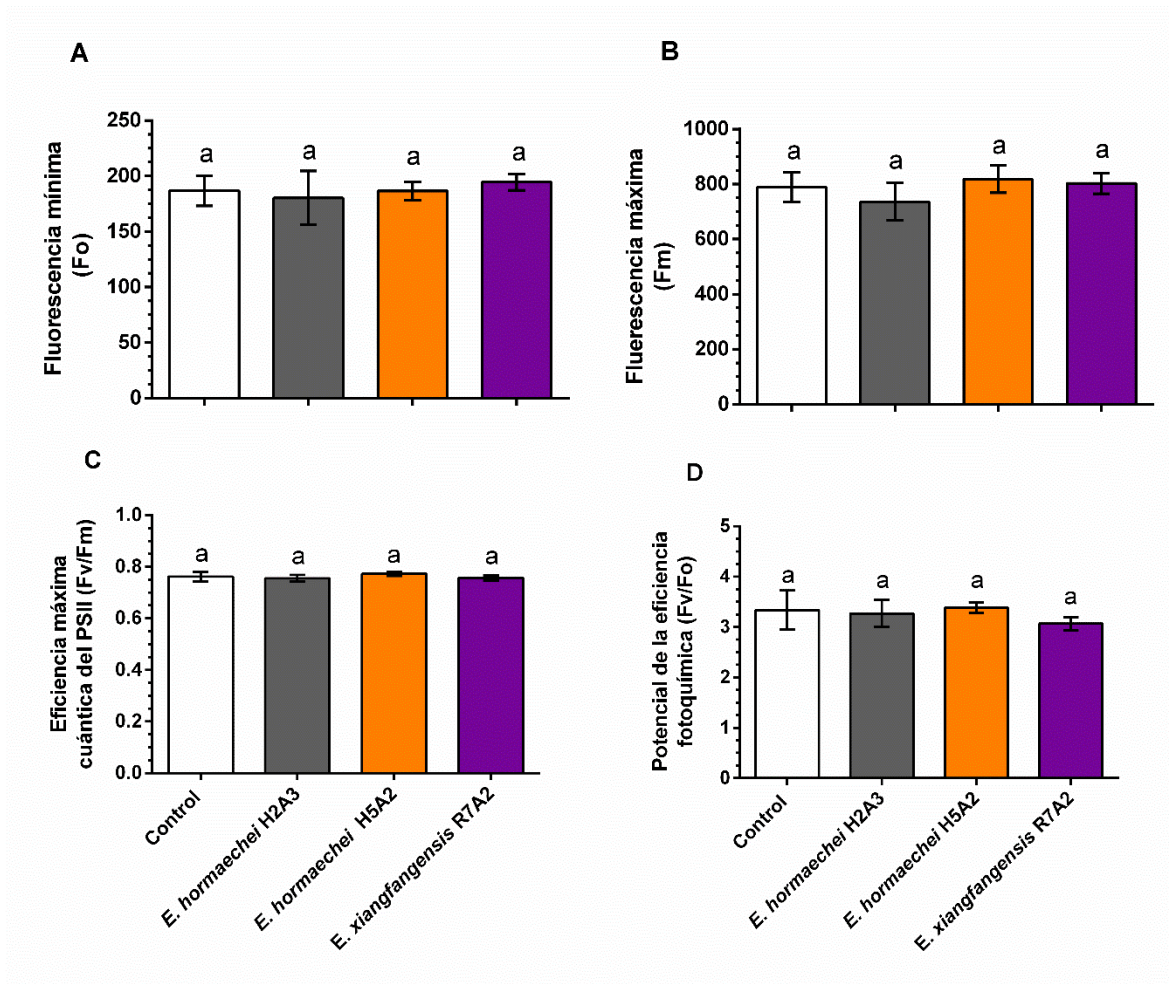 A
Fluorescencia mínima
(Fo)
250
200
150
100
50
0
a
a
a
a
B
Fluerescencia máxima
(Fm)
1000
800
600
400
200
0
a
a
a
a
C
Eficiencia máxima
cuántica del PSII (Fv/Fm)
1.0
0.8
0.6
0.4
0.2
0.0
a
a
a
a
Control
E. hormaechei H2A3
E. hormaechei H5A2
E. xiangfangensis R7A2
D
Potencial de la eficiencia
fotoquímica (Fv/Fo)
5
4
3
2
1
0
a
a
a
a
Control
E. hormaechei H2A3
E. hormaechei H5A2
E. xiangfangensis R7A2